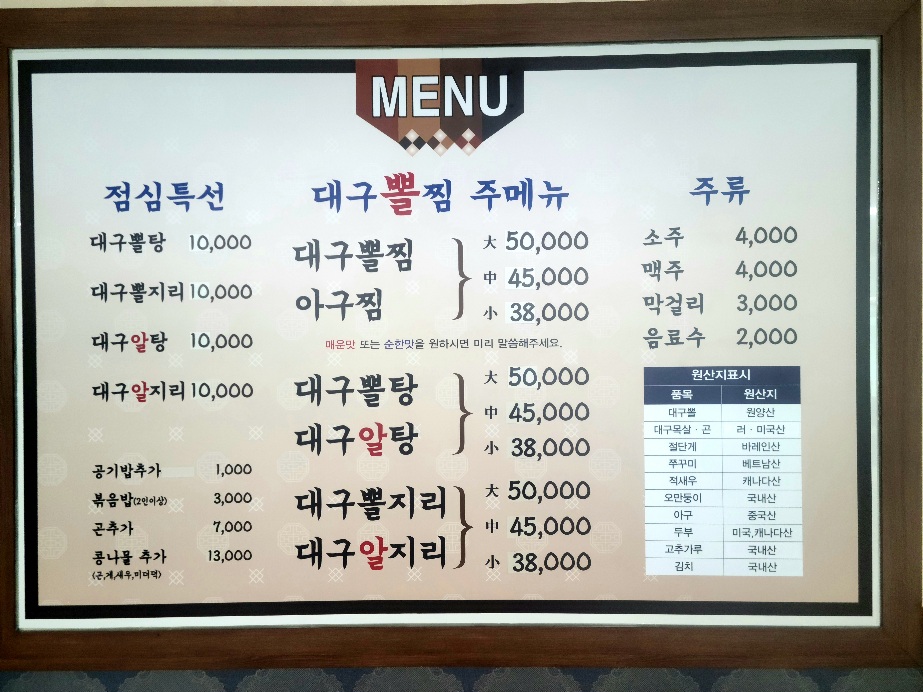 MENU
점심특선
대구뽈탕 10,000
대구뽈지리 10,000
대구알탕 10,000
대구알지리 10,000
공기밥추가 1,000
볶음밥(2인이상) 3,000
곤추가 7,000
콩나물 추가 13,000
(곤,게,새우,미더덕)
대구뽈찜 주메뉴
대구뽈찜
아구찜
大 50,000
中 45,000
小 38,000
매운맛 또는 순한맛을 원하시면 미리 말씀해주세요.
대구뽈탕
대구알탕
大 50,000
中 45,000
小 38,000
대구뽈지리
대구알지리
大 50,000
中 45,000
小 38,000
주류
소주 4,000
맥주 4,000
막걸리 3,000
음료수 2,000
원산지표시
품목 원산지
대구뽈 원양산
대구목살 · 곤 러 · 미국산
절단게 바레인산
쭈꾸미 베트남산
적새우 캐나다산
오만둥이 국내산
아구 중국산
두부 미국,캐나다산
고추가루 국내산
김치 국내산